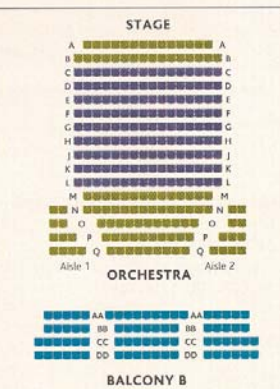 STAGE
A A
B B
C C
D D
E E
F F
G G
H H
J J
K K
L L
M M
N N
O O
P P
Q Q
Aisle 1 Aisle 2
ORCHESTRA
AA AA
BB BB
CC CC
DD DD
BALCONY B